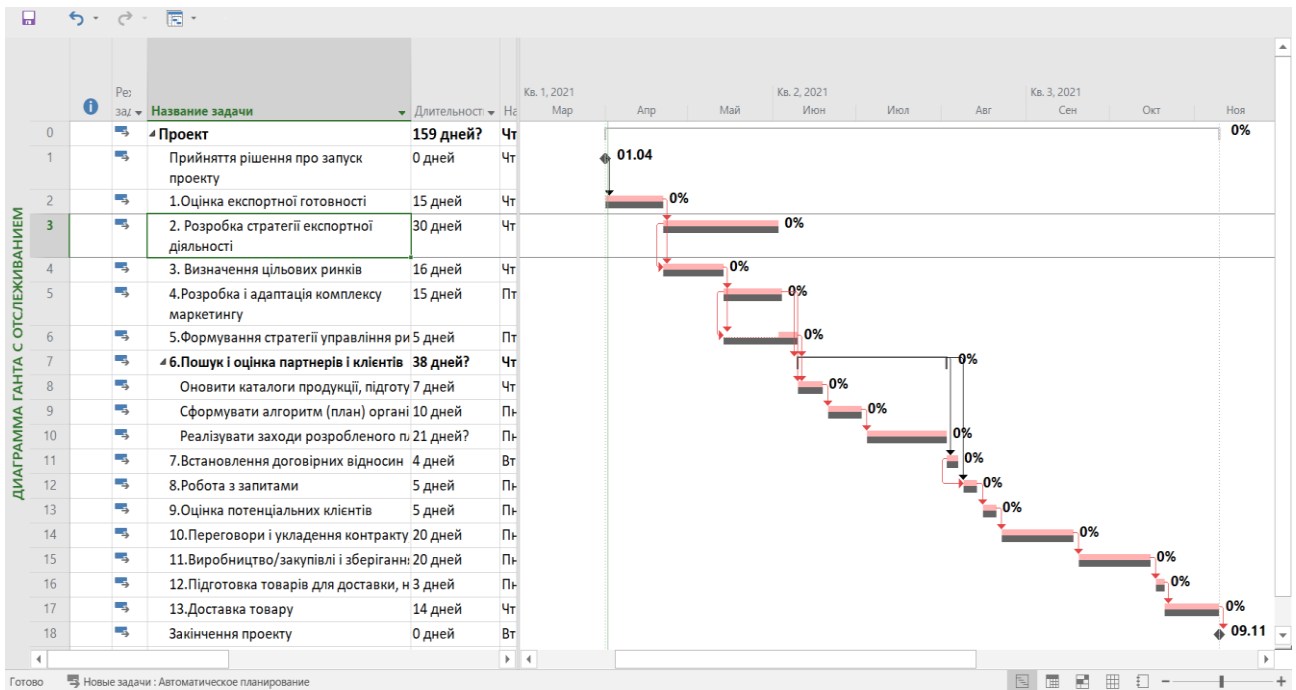 Кв. 1, 2021 Кв. 2, 2021 Кв. 3, 2021
Реж
зад Название задачи Длительност На Мар Апр Май Июн Июл Авг Сен Окт Ноя
0 Проект 159 дней? Чт 0%
1 Прийняття рішення про запуск 0 дней Чт 01.04
проекту
2 1.Оцінка експортної готовності 15 дней Чт 0%
3 2. Розробка стратегії експортної 30 дней Чт 0%
діяльності
4 3. Визначення цільових ринків 16 дней Чт 0%
5 4.Розробка і адаптація комплексу 15 дней Пт 0%
маркетингу
6 5.Формування стратегії управління ри 5 дней Пт 0%
7 6.Пошук і оцінка партнерів і клієнтів 38 дней? Чт 0%
8 Оновити каталоги продукції, підготу 7 дней Чт 0%
9 Сформувати алгоритм (план) органі 10 дней Пн 0%
10 Реалізувати заходи розробленого пл 21 дней? Пн 0%
11 7.Встановлення договірних відносин 4 дней Вт 0%
12 8.Робота з запитами 5 дней Пн 0%
13 9.Оцінка потенціальних клієнтів 5 дней Пн 0%
14 10.Переговори і укладення контракту 20 дней Пн 0%
15 11.Виробництво/закупівлі і зберіганн 20 дней Пн 0%
16 12.Підготовка товарів для доставки, н 3 дней Пн 0%
17 13.Доставка товару 14 дней Чт 0%
18 Закінчення проекту 0 дней Вт 09.11
ДИАГРАММА ГАНТА С ОТСЛЕЖИВАНИЕМ
Готово Новые задачи : Автоматическое планирование